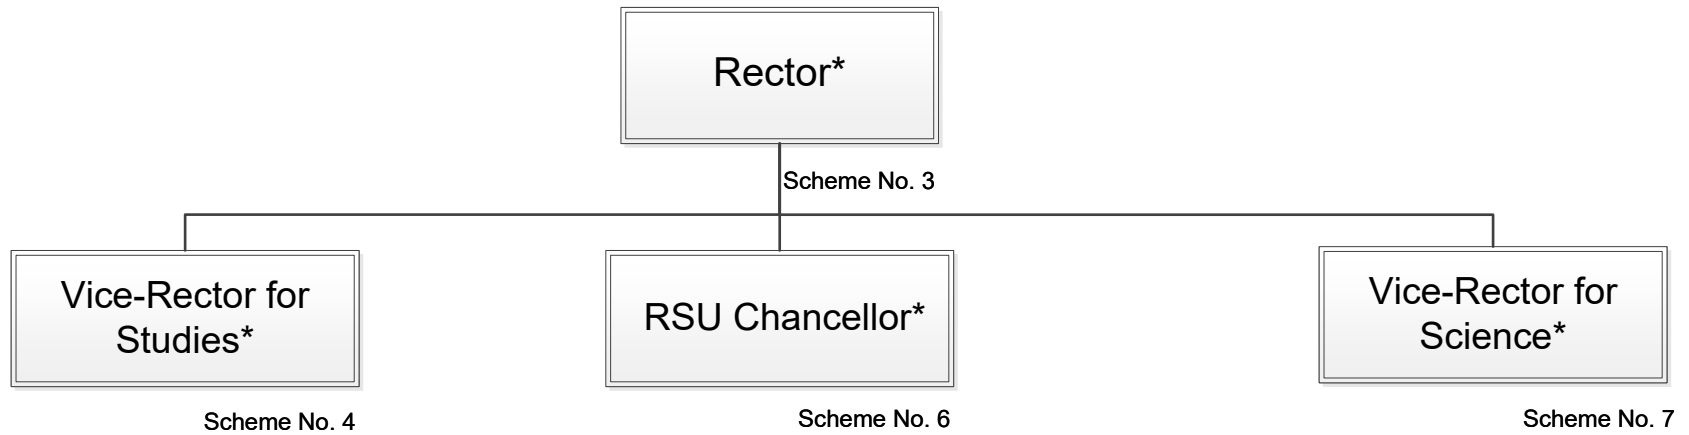 Rector*
Scheme No. 3
Vice-Rector for
Studies*
Scheme No. 4
RSU Chancellor*
Scheme No. 6
Vice-Rector for
Science*
Scheme No. 7